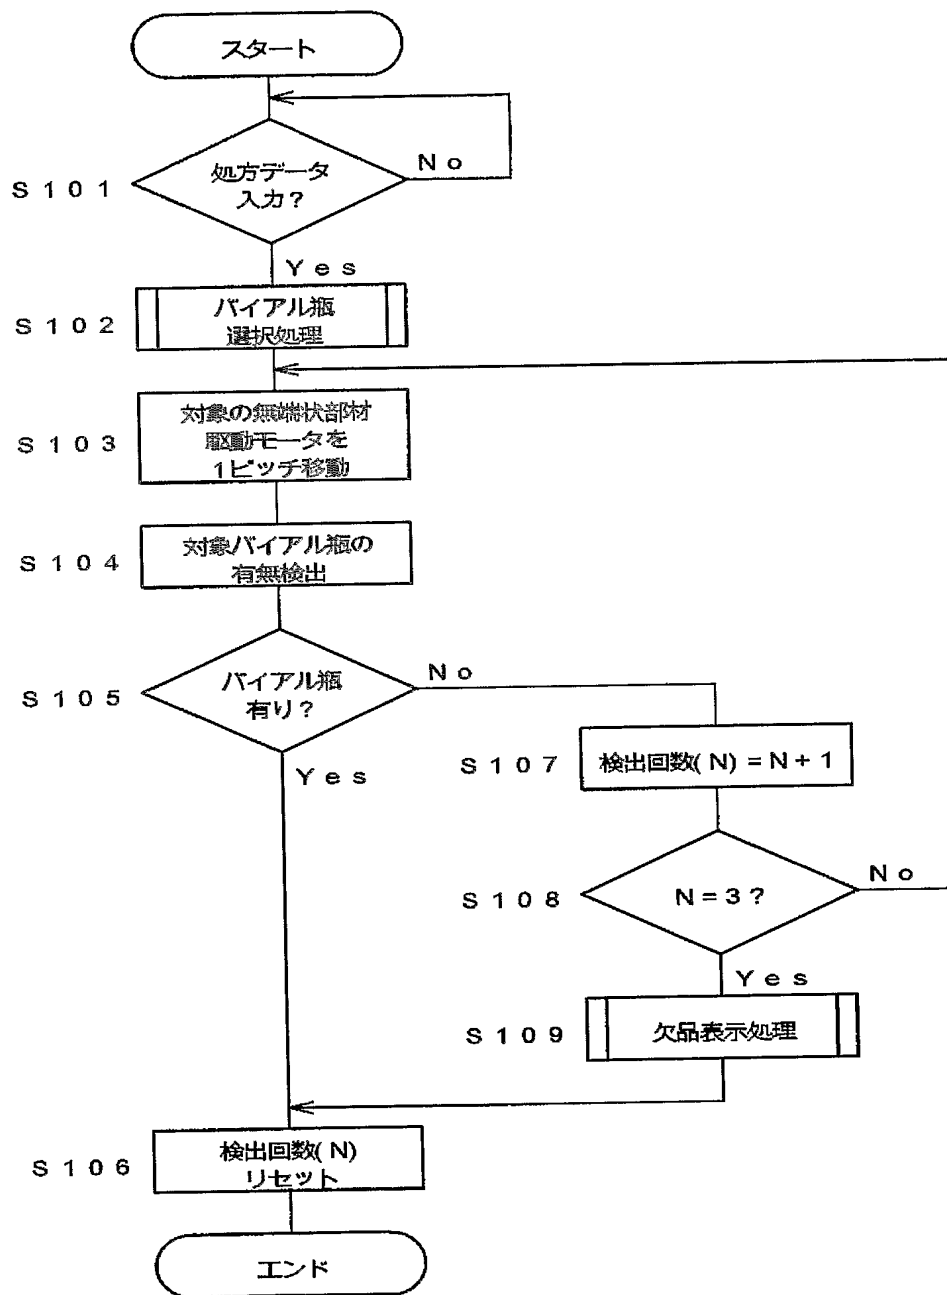 スタート
処方データ
入力?
No
S101
Yes
バイアル瓶
選択処理
S102
対象の無端状部材
駆動モータを
1ピッチ移動
S103
対象バイアル瓶の
有無検出
S104
バイアル瓶
有り?
No
S105
Yes
S107
検出回数(N)=N+1
S108
N=3?
No
Yes
S109
欠品表示処理
検出回数(N)
リセット
S106
エンド